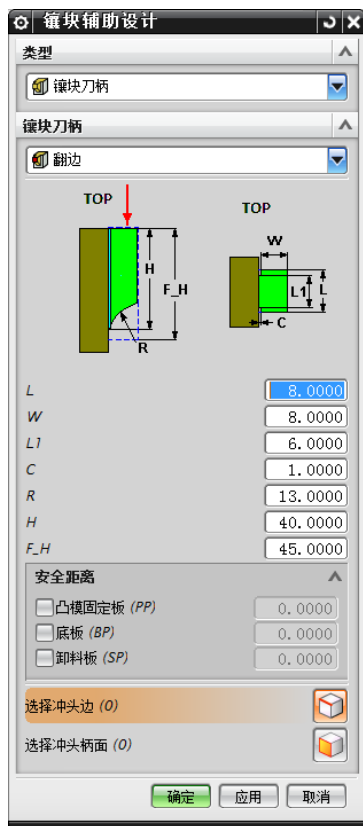 镶块辅助设计
类型
镶块刀柄
镶块刀柄
翻边
TOP
H
F_H
R
TOP
W
L1
L
C
L 8.0000
W 8.0000
L1 6.0000
C 1.0000
R 13.0000
H 40.0000
F_H 45.0000
安全距离
凸模固定板 (PP) 0.0000
底板 (BP) 0.0000
卸料板 (SP) 0.0000
选择冲头边 (0)
选择冲头柄面 (0)
确定 应用 取消